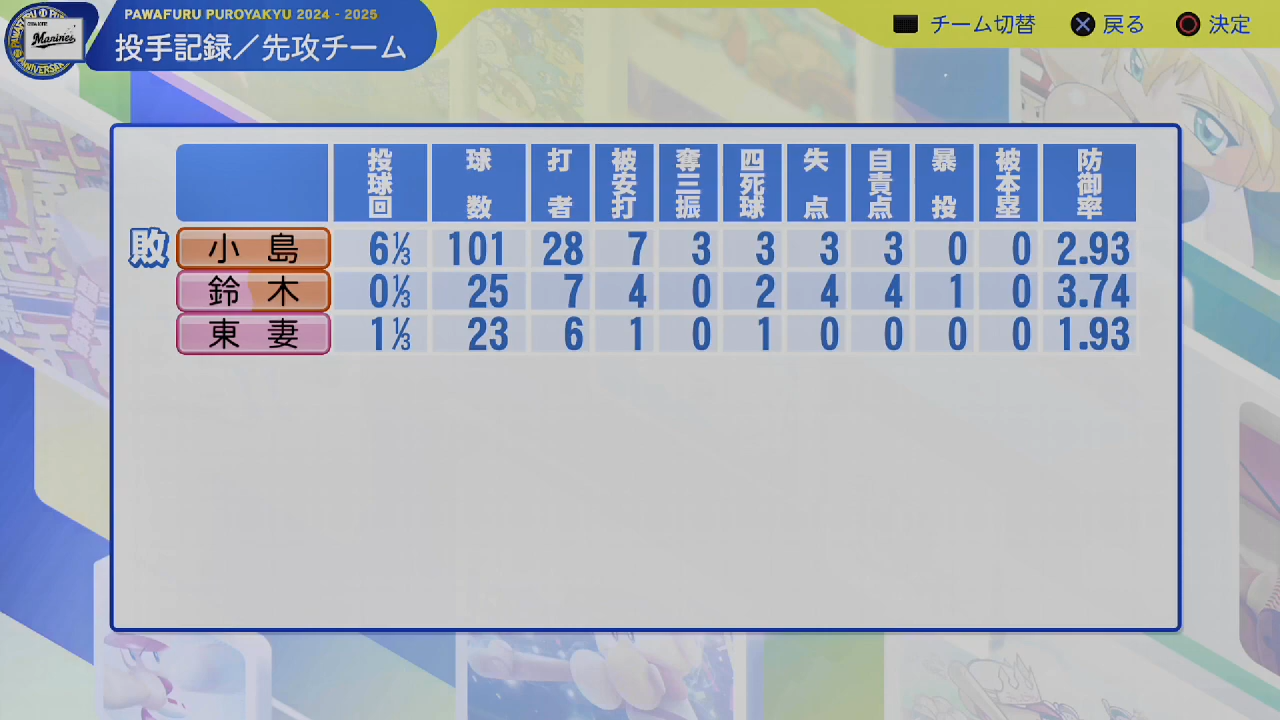 PAWAFURU PUROYAKYU 2024 - 2025
投手記録／先攻チーム
Marines
チーム切替 戻る 決定
投球回 球数 打者 被安打 奪三振 四死球 失点 自責点 暴投 被本塁 防御率
敗 小島 6⅓ 101 28 7 3 3 3 3 0 0 2.93
鈴木 0⅓ 25 7 4 0 2 4 4 1 0 3.74
東妻 1⅓ 23 6 1 0 1 0 0 0 0 1.93